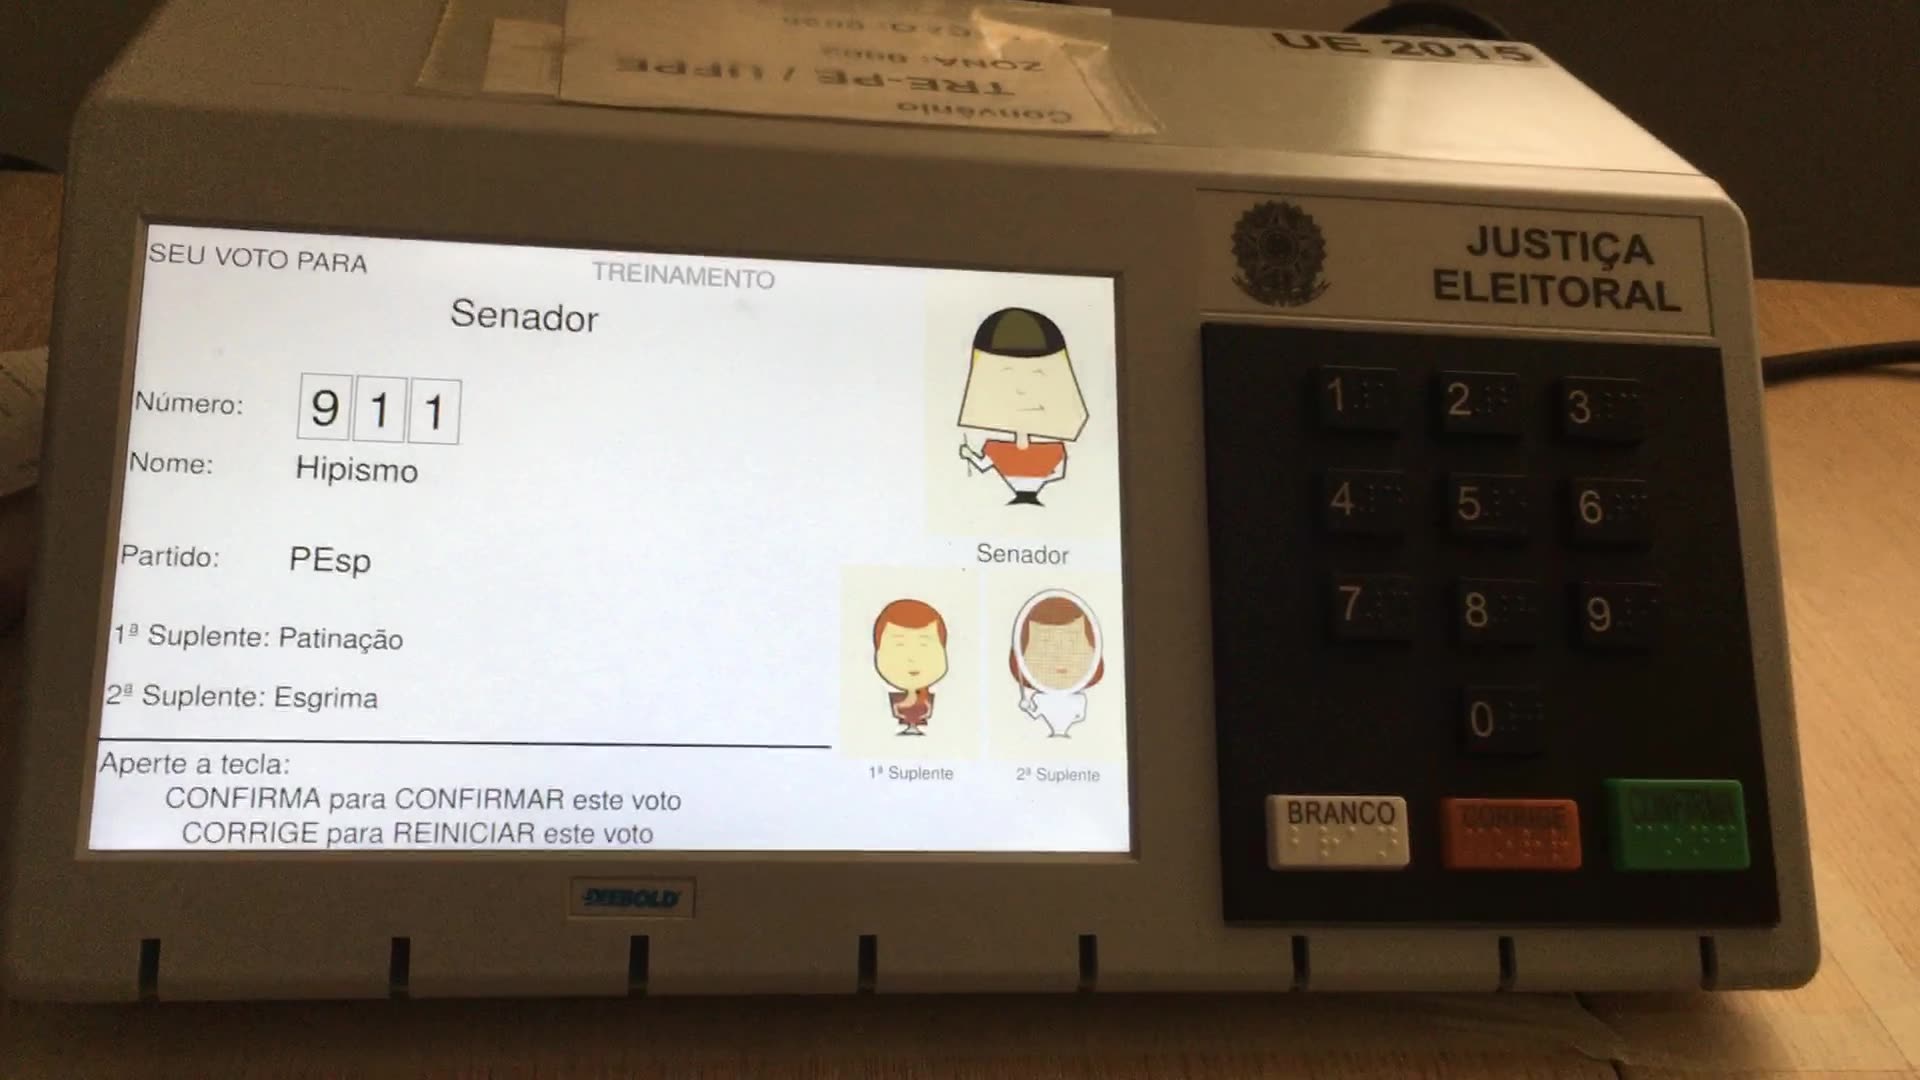 Convênio
TRE-PE / UFPE
UE 2015
SEU VOTO PARA
TREINAMENTO
Senador
Número: 9 1 1
Nome: Hipismo
Partido: PEsp
1ª Suplente: Patinação
2ª Suplente: Esgrima
Senador
1ª Suplente
2ª Suplente
Aperte a tecla:
CONFIRMA para CONFIRMAR este voto
CORRIGE para REINICIAR este voto
DIEBOLD
JUSTIÇA
ELEITORAL
1 2 3
4 5 6
7 8 9
0
BRANCO CORRIGE CONFIRMA